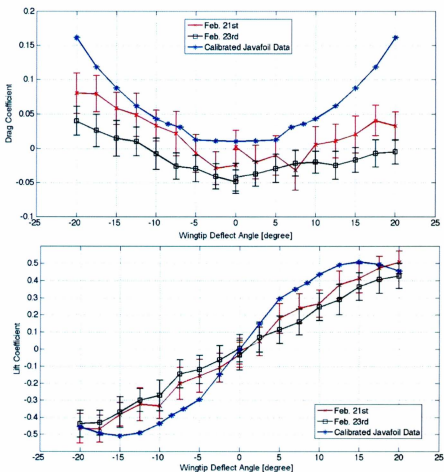 0.2
0.15
0.1
0.05
0
-0.05
-0.1
Drag Coefficient
Feb. 21st
Feb. 23rd
Calibrated Javafoil Data
-25 -20 -15 -10 -5 0 5 10 15 20 25
Wingtip Deflect Angle [degree]
0.5
0.4
0.3
0.2
0.1
0
-0.1
-0.2
-0.3
-0.4
-0.5
Lift Coefficient
Feb. 21st
Feb. 23rd
Calibrated Javafoil Data
-25 -20 -15 -10 -5 0 5 10 15 20 25
Wingtip Deflect Angle [degree]